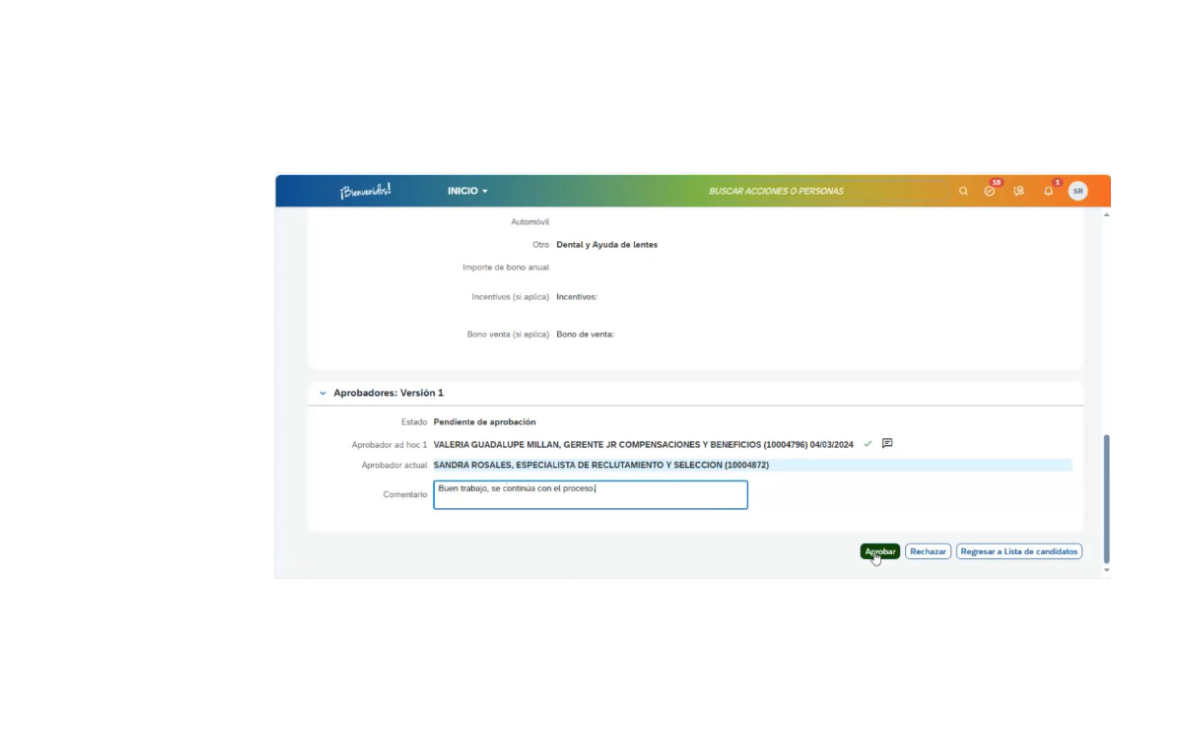 ¡Bienvenidos!
INICIO
BUSCAR ACCIONES O PERSONAS
18
1
SR
Automóvil
Otro Dental y Ayuda de lentes
Importe de bono anual
Incentivos (si aplica) Incentivos:
Bono venta (si aplica) Bono de venta:
Aprobadores: Versión 1
Estado Pendiente de aprobación
Aprobador ad hoc 1 VALERIA GUADALUPE MILLAN, GERENTE JR COMPENSACIONES Y BENEFICIOS (10004796) 04/03/2024
Aprobador actual SANDRA ROSALES, ESPECIALISTA DE RECLUTAMIENTO Y SELECCION (10004872)
Comentario Buen trabajo, se continúa con el proceso.
Aprobar Rechazar Regresar a Lista de candidatos